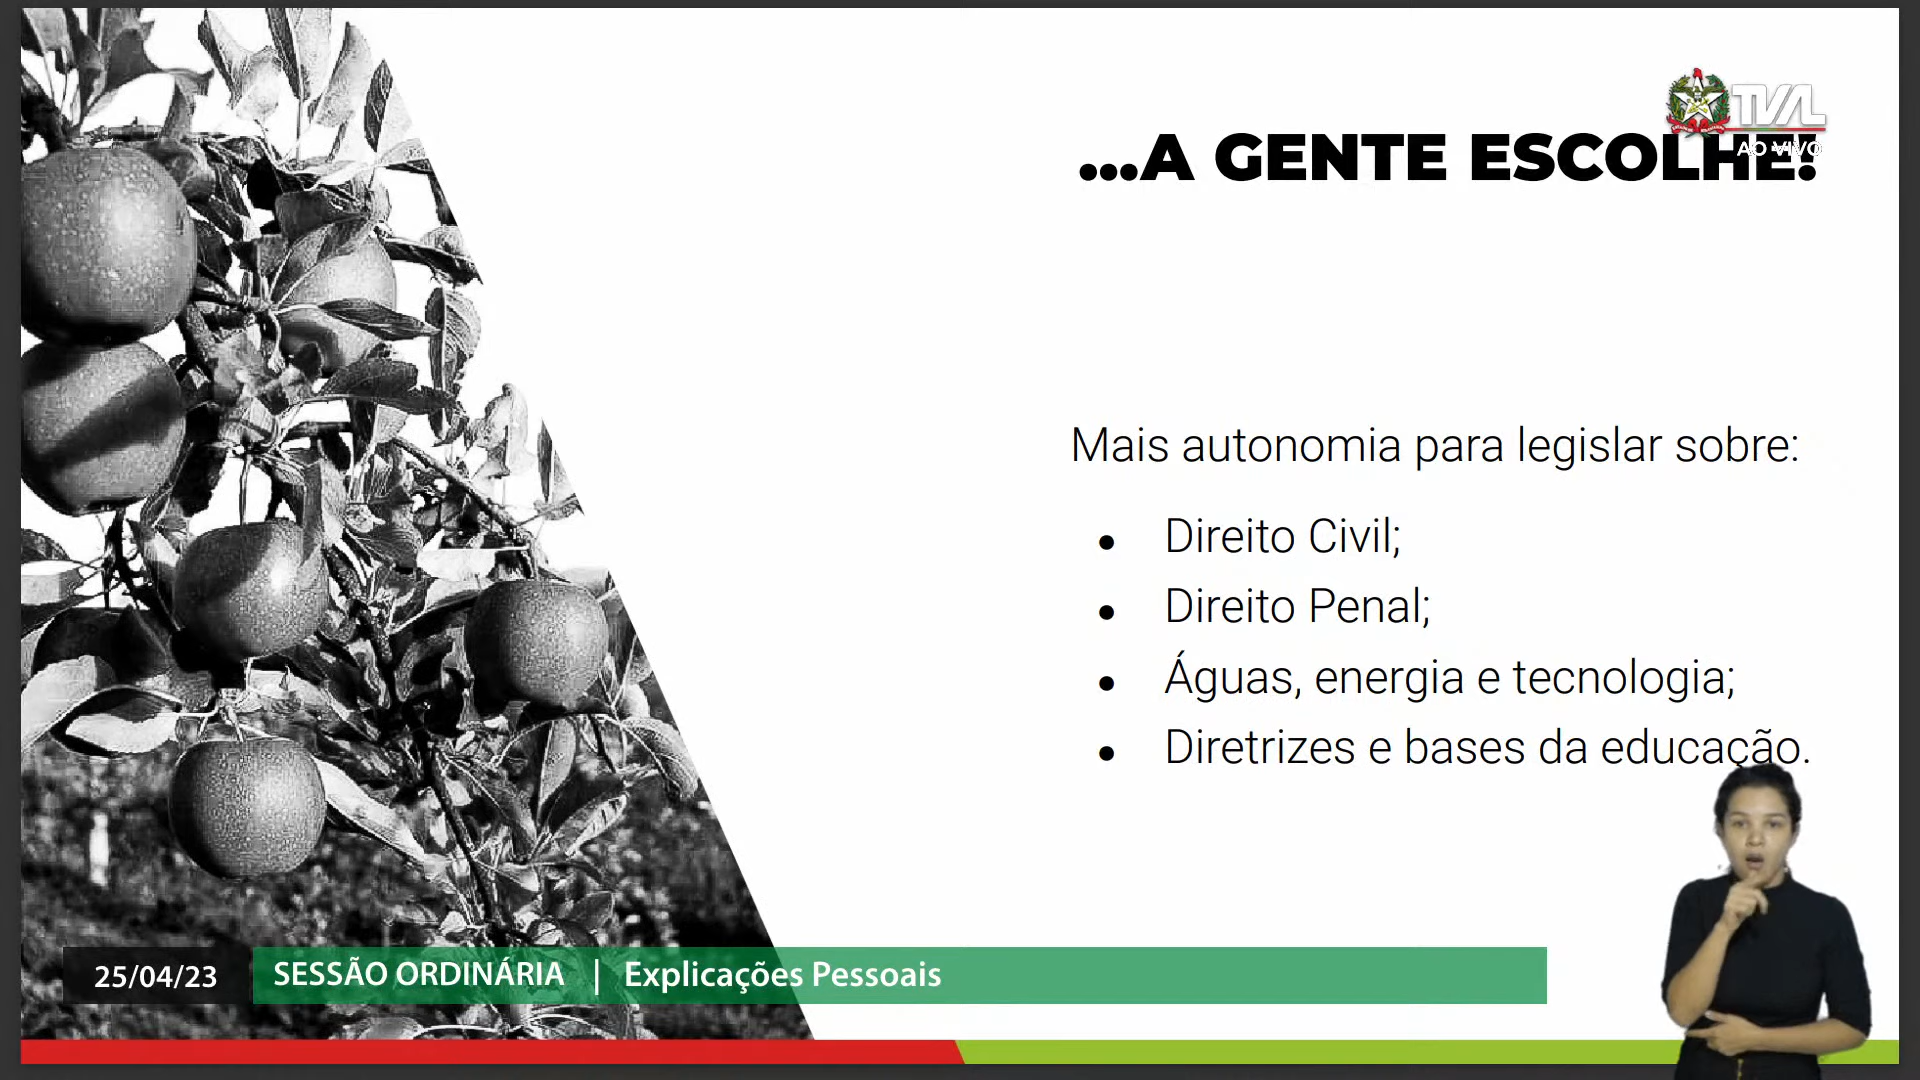 TVAL
AO VIVO
...A GENTE ESCOLHE!
Mais autonomia para legislar sobre:
● Direito Civil;
● Direito Penal;
● Águas, energia e tecnologia;
● Diretrizes e bases da educação.
25/04/23 SESSÃO ORDINÁRIA | Explicações Pessoais